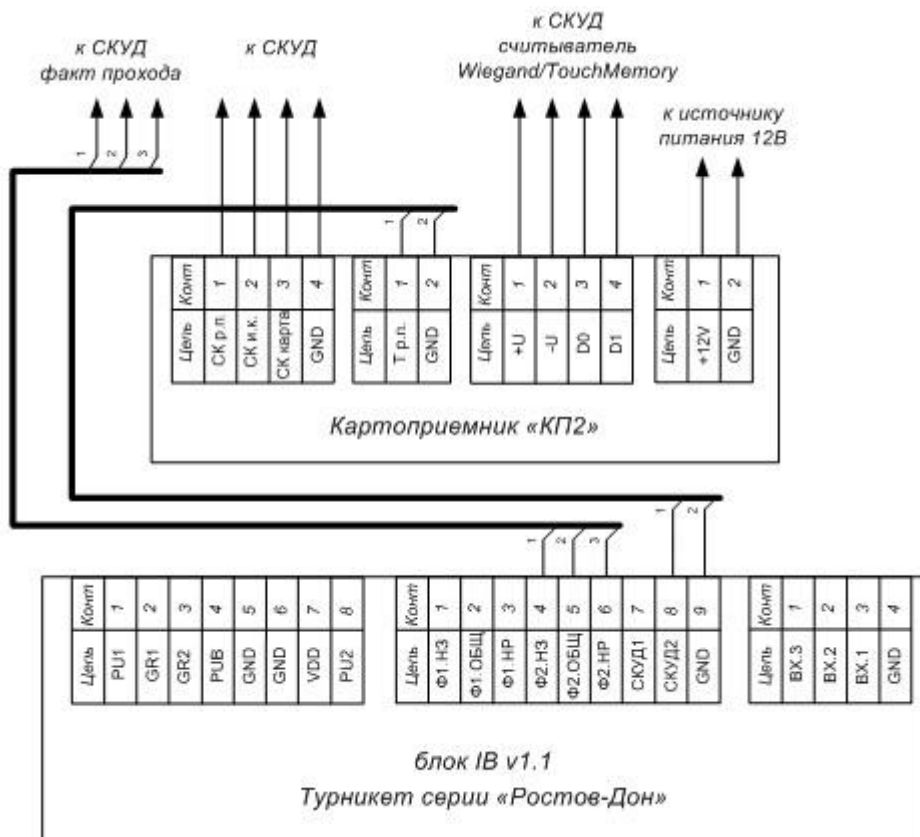 к СКУД
факт прохода
к СКУД
к СКУД
считыватель
Wiegand/TouchMemory
к источнику
питания 12В
1 2 3
1 2
Конт 1 2 3 4
Цепь СК р.п. СК и.к. СК карта GND
Конт 1 2
Цепь Т р.п. GND
Конт 1 2 3 4
Цепь +U -U D0 D1
Конт 1 2
Цепь +12V GND
Картоприемник «КП2»
1 2
1 2 3
Конт 1 2 3 4 5 6 7 8
Цепь PU1 GR1 GR2 PUB GND GND VDD PU2
Конт 1 2 3 4 5 6 7 8 9
Цепь Ф1.НЗ Ф1.ОБЩ Ф1.НР Ф2.НЗ Ф2.ОБЩ Ф2.НР СКУД1 СКУД2 GND
Конт 1 2 3 4
Цепь ВХ.3 ВХ.2 ВХ.1 GND
блок IB v1.1
Турникет серии «Ростов-Дон»